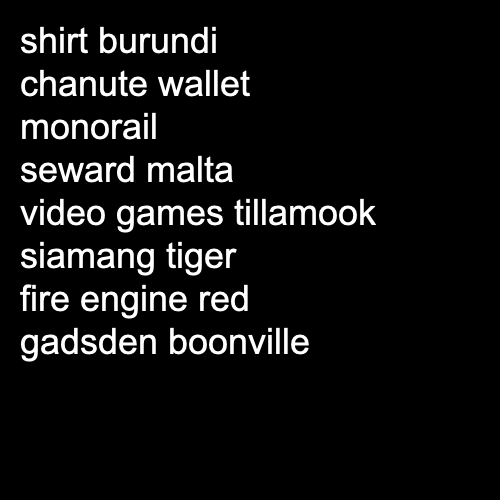 shirt burundi
chanute wallet
monorail
seward malta
video games tillamook
siamang tiger
fire engine red
gadsden boonville